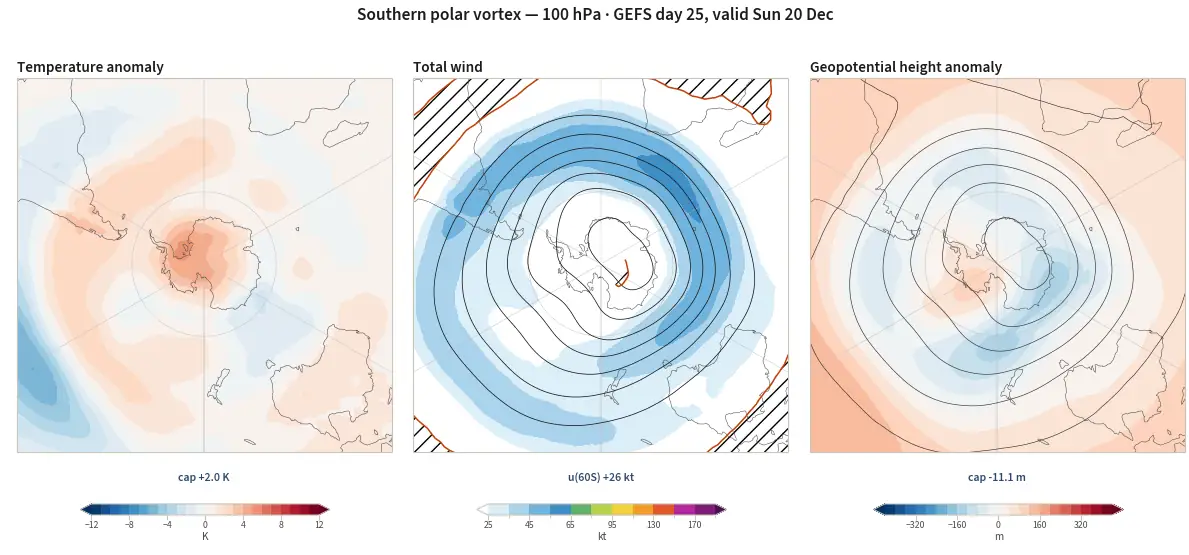 Southern polar vortex — 100 hPa · GEFS day 25, valid Sun 20 Dec
Temperature anomaly
Total wind
Geopotential height anomaly
cap +2.0 K
u(60S) +26 kt
cap -11.1 m
−12 −8 −4 0 4 8 12
K
25 45 65 95 130 170
kt
−320 −160 0 160 320
m